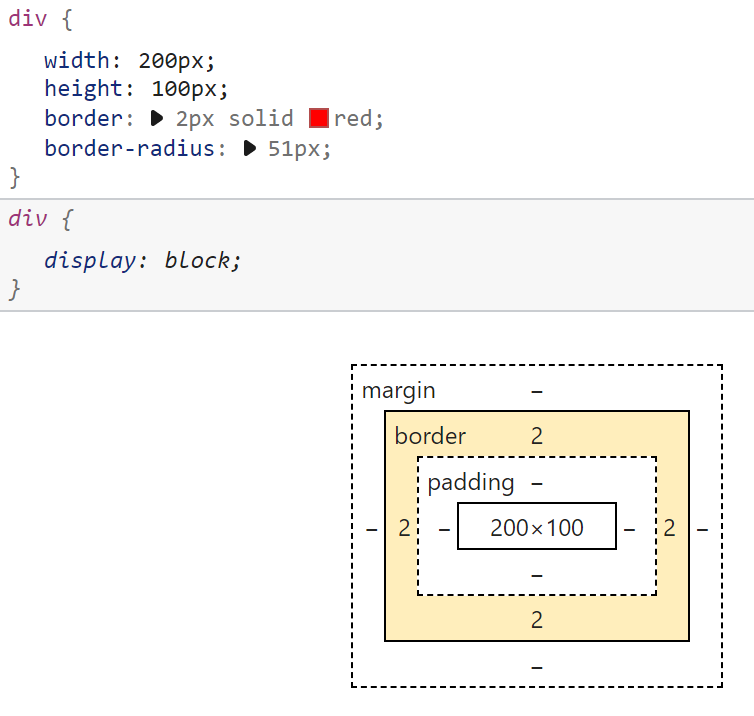 div {
width: 200px;
height: 100px;
border: ▶ 2px solid red;
border-radius: ▶ 51px;
}
div {
display: block;
}
margin –
border 2
padding –
– 2 – 200×100 – 2 –
–
2
–